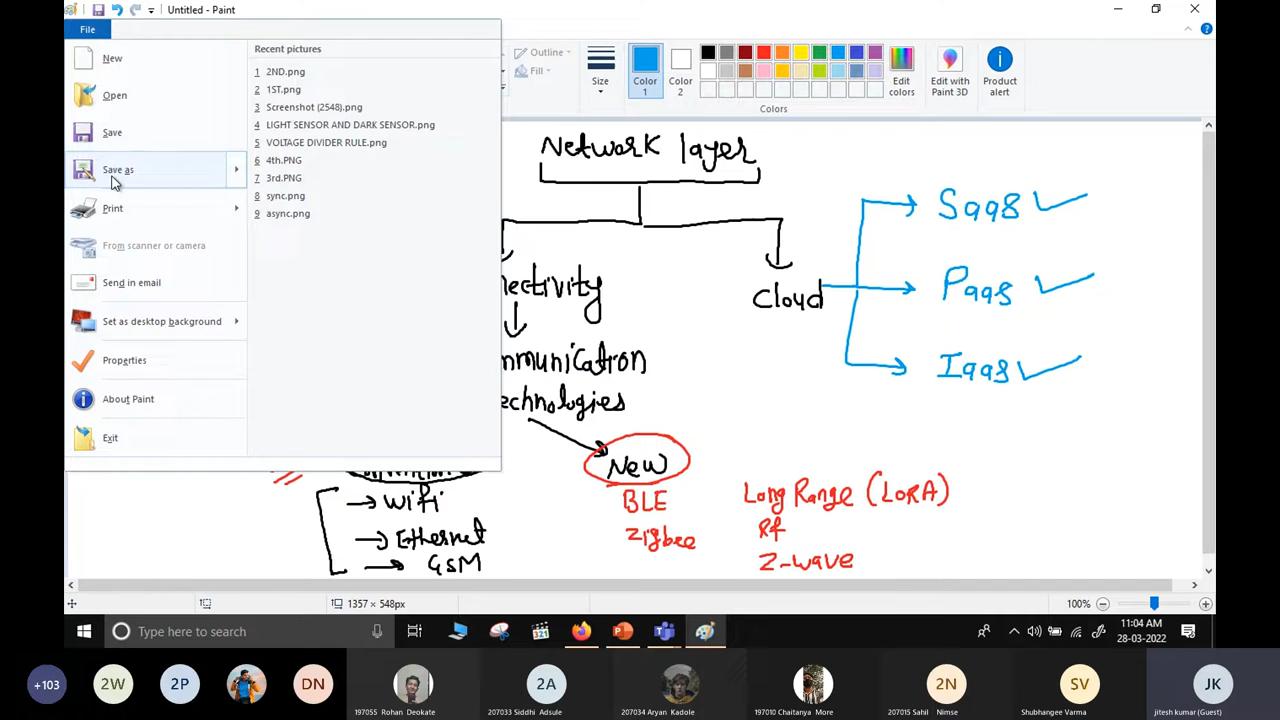 Untitled - Paint
File
New
Open
Save
Save as
Print
From scanner or camera
Send in email
Set as desktop background
Properties
About Paint
Exit
Recent pictures
1 2ND.png
2 1ST.png
3 Screenshot (2548).png
4 LIGHT SENSOR AND DARK SENSOR.png
5 VOLTAGE DIVIDER RULE.png
6 4th.PNG
7 3rd.PNG
8 sync.png
9 async.png
Outline
Fill
Size
Color 1
Color 2
Edit colors
Edit with Paint 3D
Product alert
Colors
Network layer
nectivity
mmunication
echnologies
Cloud
SaaS
PaaS
IaaS
New
BLE
Zigbee
Long Range (LoRA)
Rf
Z-wave
Wifi
Ethernet
GSM
1357 × 548px
100%
Type here to search
11:04 AM
28-03-2022
+103
2W
2P
DN
197055 Rohan Deokate
2A
207033 Siddhi Adsule
207034 Aryan Kadole
197010 Chaitanya More
2N
207015 Sahil Nimse
SV
Shubhangee Varma
JK
jitesh kumar (Guest)